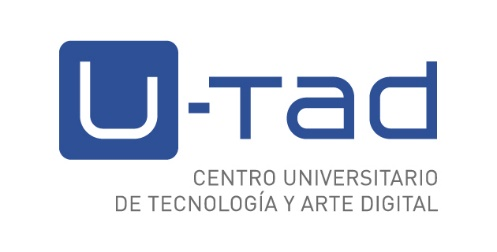 U-tad
CENTRO UNIVERSITARIO
DE TECNOLOGÍA Y ARTE DIGITAL